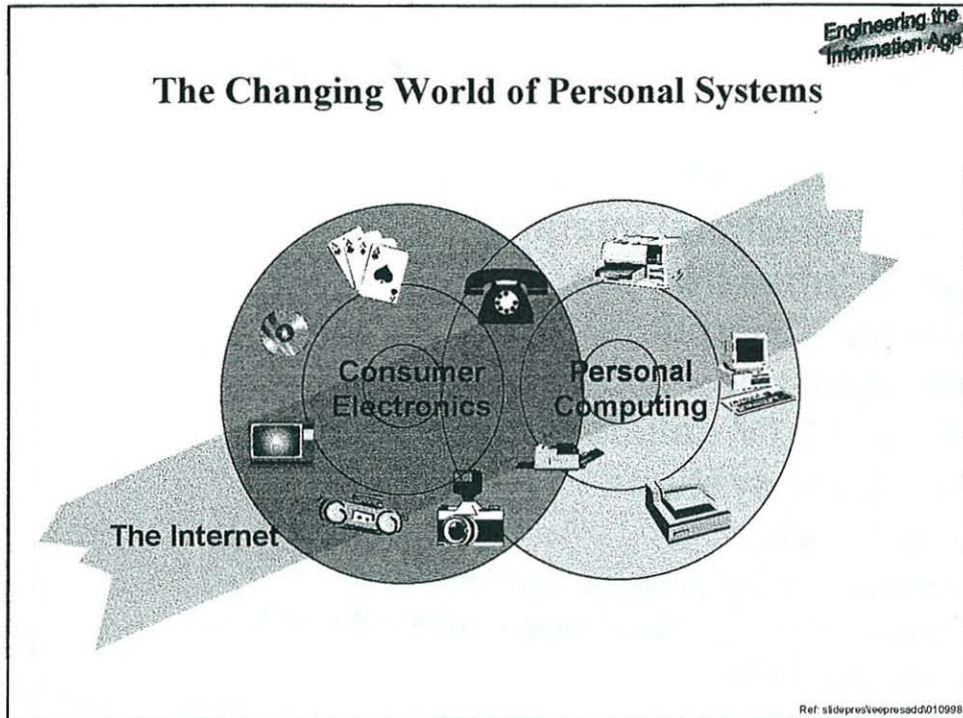 Engineering the
Information Age
The Changing World of Personal Systems
Consumer
Electronics
Personal
Computing
The Internet
Ref: slidepres\ieepresadd\010998